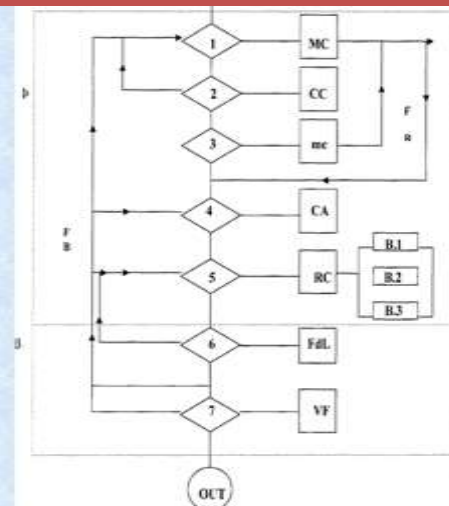 1 MC
2 CC
3 mc
F
R
4 CA
F
B
B.1
5 RC B.2
B.3
6 FdL
7 VF
OUT